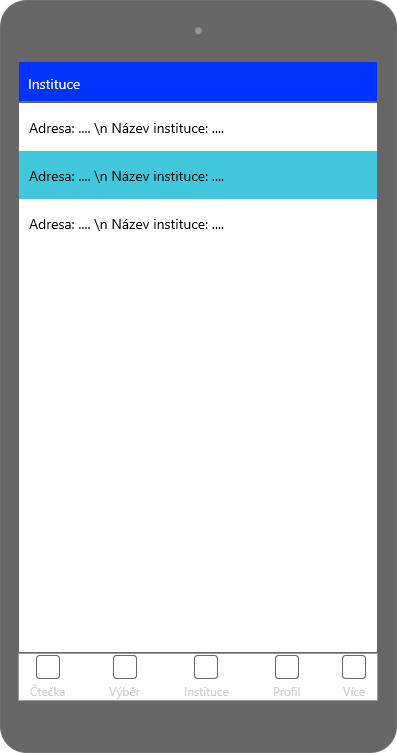 Instituce
Adresa: .... \n Název instituce: ....
Adresa: .... \n Název instituce: ....
Adresa: .... \n Název instituce: ....
Čtečka Výběr Instituce Profil Více